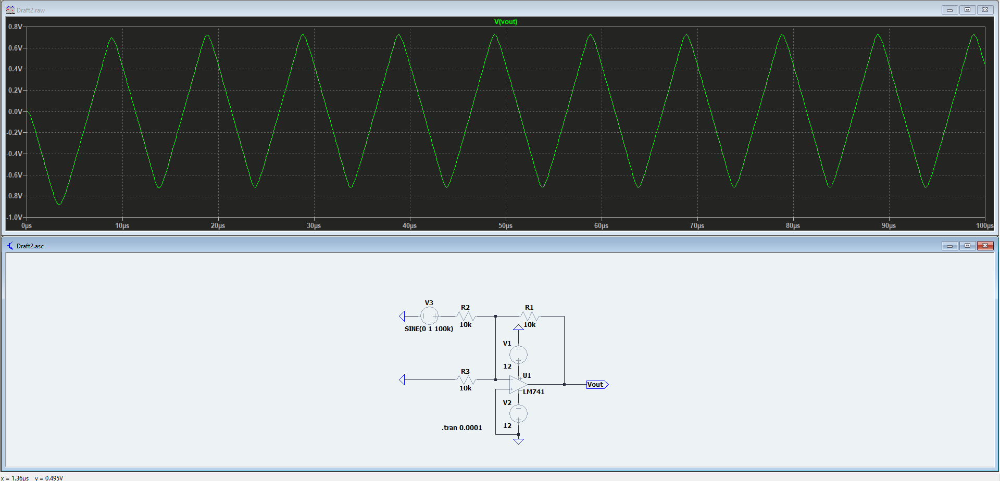 Draft2.raw
V(vout)
0.8V
0.6V
0.4V
0.2V
0.0V
-0.2V
-0.4V
-0.6V
-0.8V
-1.0V
0µs 10µs 20µs 30µs 40µs 50µs 60µs 70µs 80µs 90µs 100µs
Draft2.asc
V3
R2
R1
SINE(0 1 100k)
10k
10k
V1
12
R3
U1
10k
LM741
Vout
V2
12
.tran 0.0001
x = 1.36µs y = 0.495V